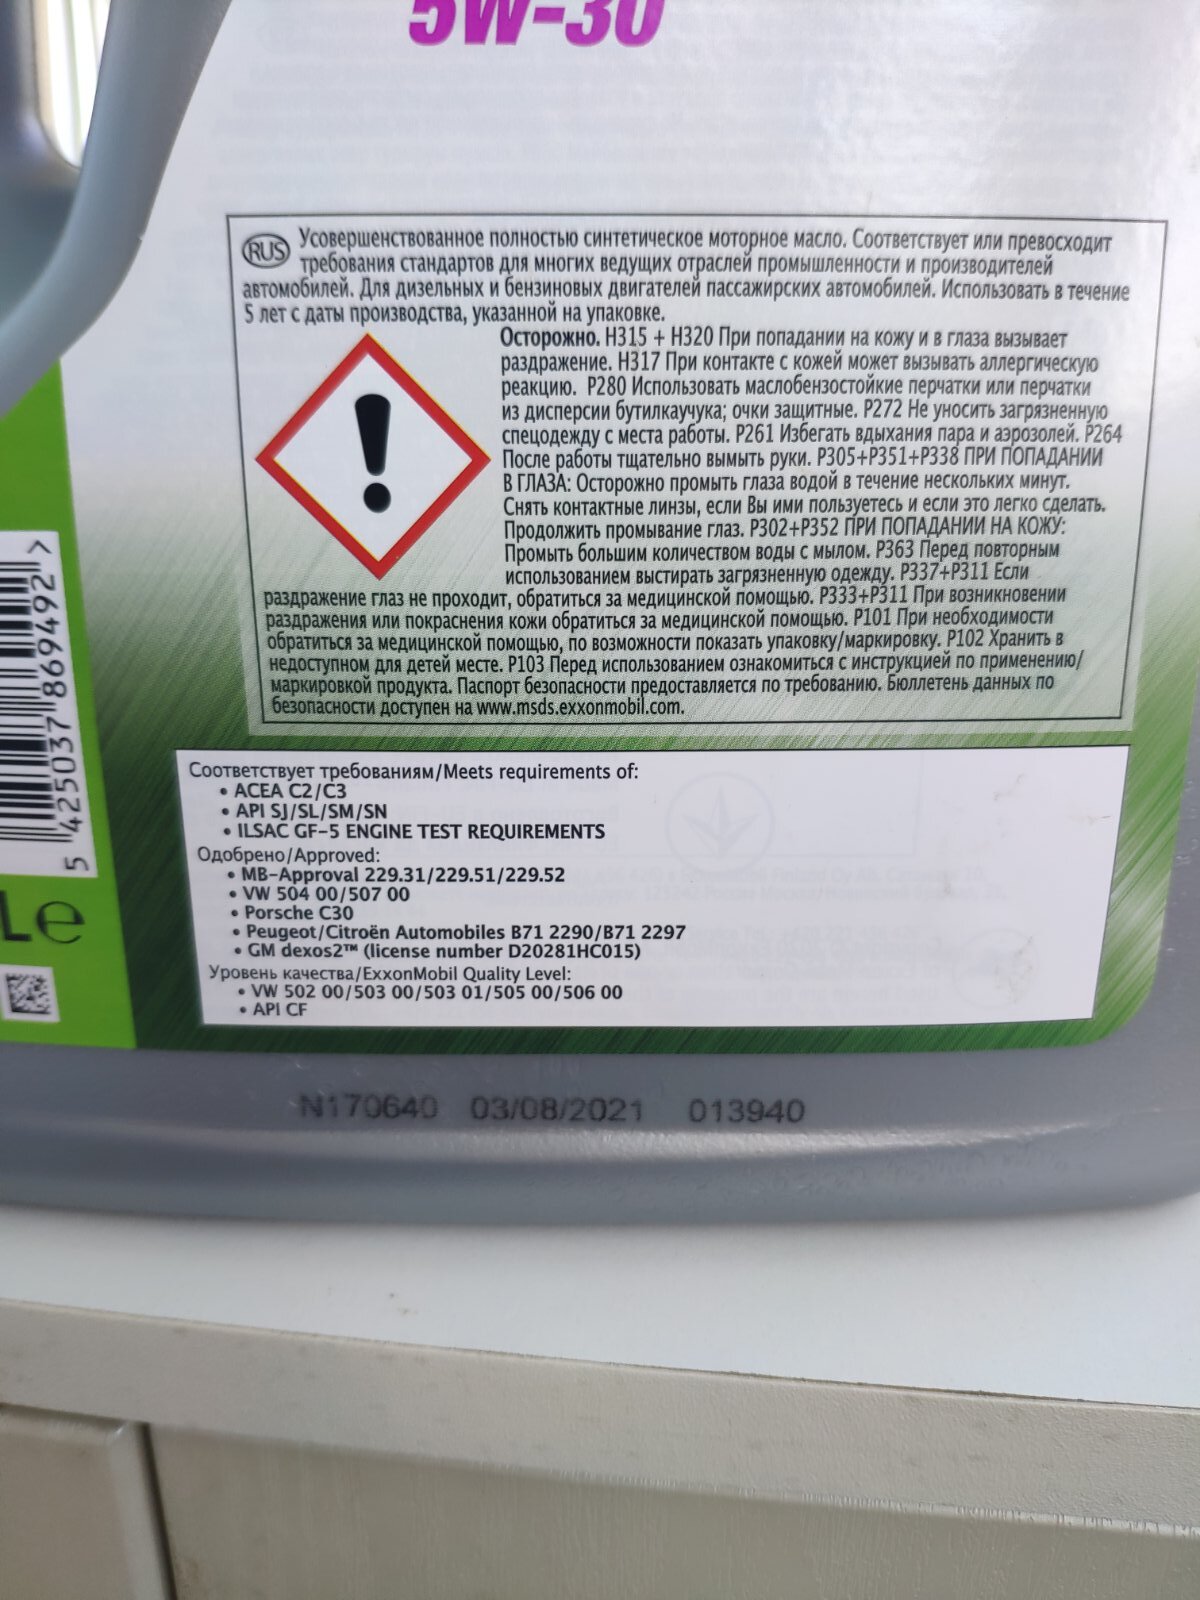 5W-30
RUS Усовершенствованное полностью синтетическое моторное масло. Соответствует или превосходит
требования стандартов для многих ведущих отраслей промышленности и производителей
автомобилей. Для дизельных и бензиновых двигателей пассажирских автомобилей. Использовать в течение
5 лет с даты производства, указанной на упаковке.
Осторожно. H315 + H320 При попадании на кожу и в глаза вызывает
раздражение. H317 При контакте с кожей может вызывать аллергическую
реакцию. P280 Использовать маслобензостойкие перчатки или перчатки
из дисперсии бутилкаучука; очки защитные. P272 Не уносить загрязненную
спецодежду с места работы. P261 Избегать вдыхания пара и аэрозолей. P264
После работы тщательно вымыть руки. P305+P351+P338 ПРИ ПОПАДАНИИ
В ГЛАЗА: Осторожно промыть глаза водой в течение нескольких минут.
Снять контактные линзы, если Вы ими пользуетесь и если это легко сделать.
Продолжить промывание глаз. P302+P352 ПРИ ПОПАДАНИИ НА КОЖУ:
Промыть большим количеством воды с мылом. P363 Перед повторным
использованием выстирать загрязненную одежду. P337+P311 Если
раздражение глаз не проходит, обратиться за медицинской помощью. P333+P311 При возникновении
раздражения или покраснения кожи обратиться за медицинской помощью. P101 При необходимости
обратиться за медицинской помощью, по возможности показать упаковку/маркировку. P102 Хранить в
недоступном для детей месте. P103 Перед использованием ознакомиться с инструкцией по применению/
маркировкой продукта. Паспорт безопасности предоставляется по требованию. Бюллетень данных по
безопасности доступен на www.msds.exxonmobil.com.
Соответствует требованиям/Meets requirements of:
• ACEA C2/C3
• API SJ/SL/SM/SN
• ILSAC GF-5 ENGINE TEST REQUIREMENTS
Одобрено/Approved:
• MB-Approval 229.31/229.51/229.52
• VW 504 00/507 00
• Porsche C30
• Peugeot/Citroën Automobiles B71 2290/B71 2297
• GM dexos2™ (license number D20281HC015)
Уровень качества/ExxonMobil Quality Level:
• VW 502 00/503 00/503 01/505 00/506 00
• API CF
5 425037 869492 >
L e
N170640 03/08/2021 013940